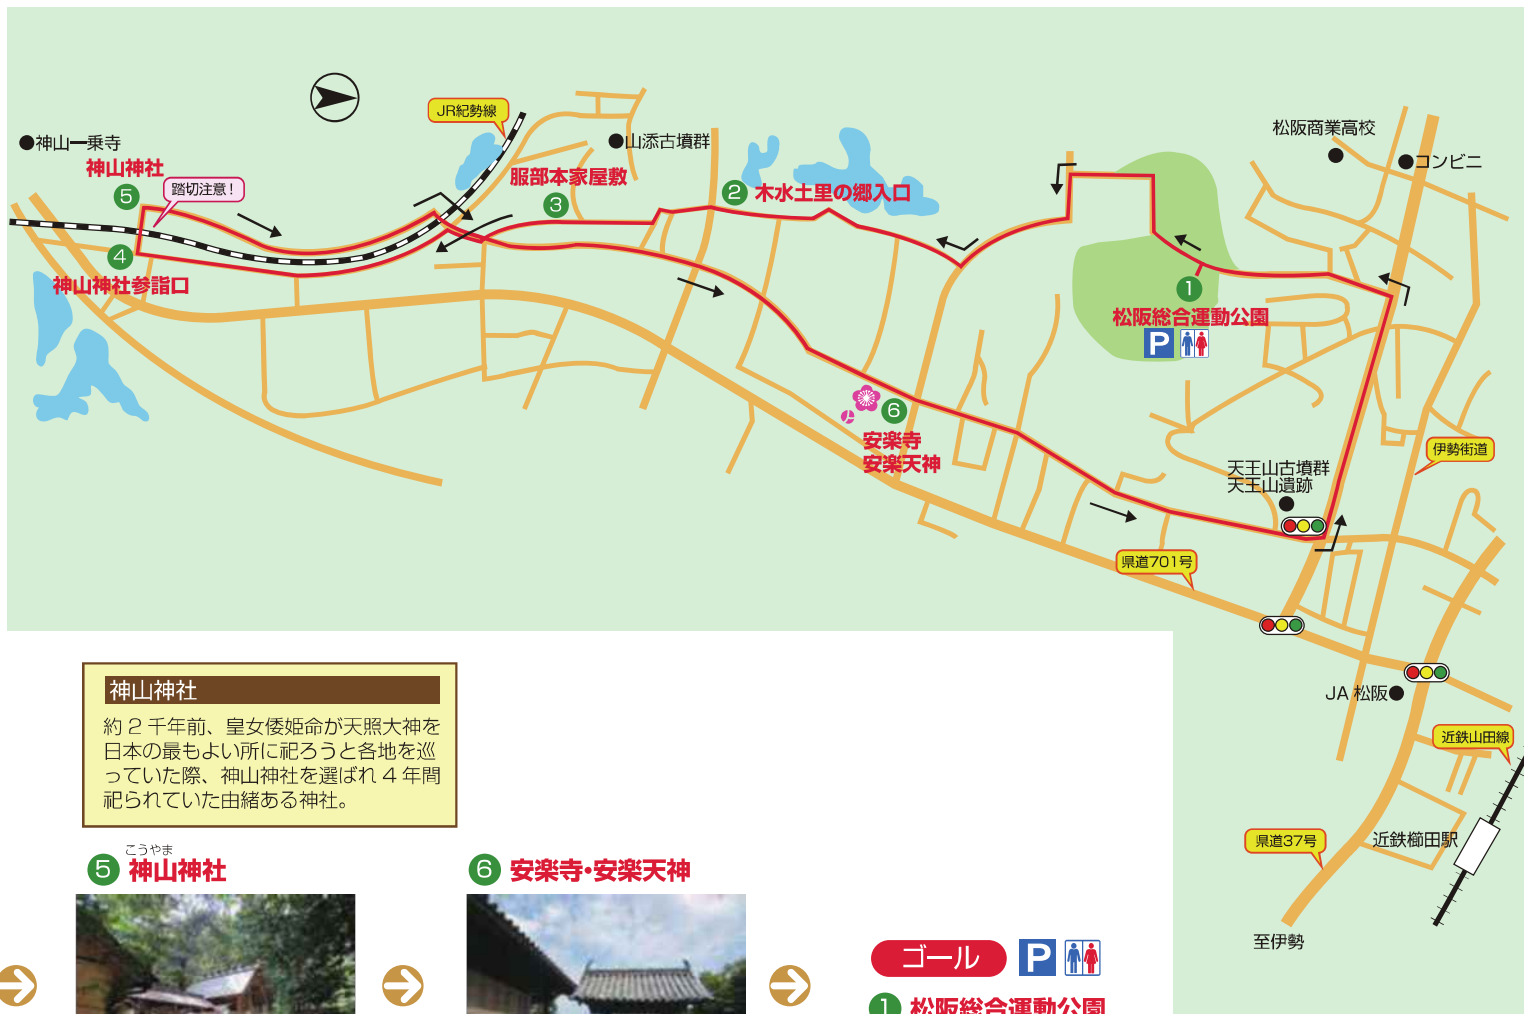 JR紀勢線
神山一乗寺
神山神社
5
踏切注意!
山添古墳群
服部本家屋敷
3
2
木水土里の郷入口
松阪商業高校
コンビニ
4
神山神社参詣口
1
松阪総合運動公園
P
6
安楽寺
安楽天神
伊勢街道
天王山古墳群
天王山遺跡
県道701号
JA 松阪
近鉄山田線
県道37号
近鉄櫛田駅
至伊勢
神山神社
約2千年前、皇女倭姫命が天照大神を
日本の最もよい所に祀ろうと各地を巡
っていた際、神山神社を選ばれ4年間
祀られていた由緒ある神社。
こうやま
5 神山神社
6 安楽寺・安楽天神
ゴール P
1 松阪総合運動公園